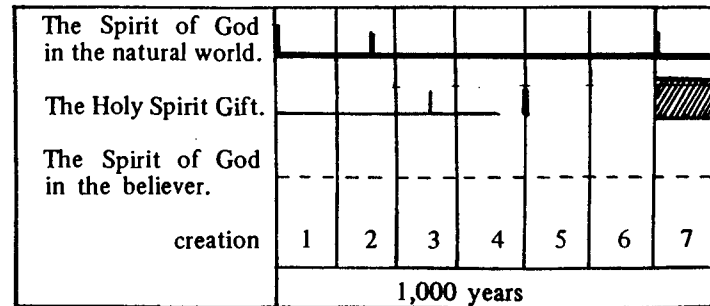 The Spirit of God
in the natural world.
The Holy Spirit Gift.
The Spirit of God
in the believer.
creation 1 2 3 4 5 6 7
1,000 years